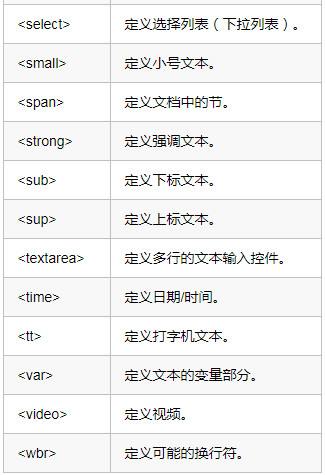 <select> 定义选择列表（下拉列表）。
<small> 定义小号文本。
<span> 定义文档中的节。
<strong> 定义强调文本。
<sub> 定义下标文本。
<sup> 定义上标文本。
<textarea> 定义多行的文本输入控件。
<time> 定义日期/时间。
<tt> 定义打字机文本。
<var> 定义文本的变量部分。
<video> 定义视频。
<wbr> 定义可能的换行符。